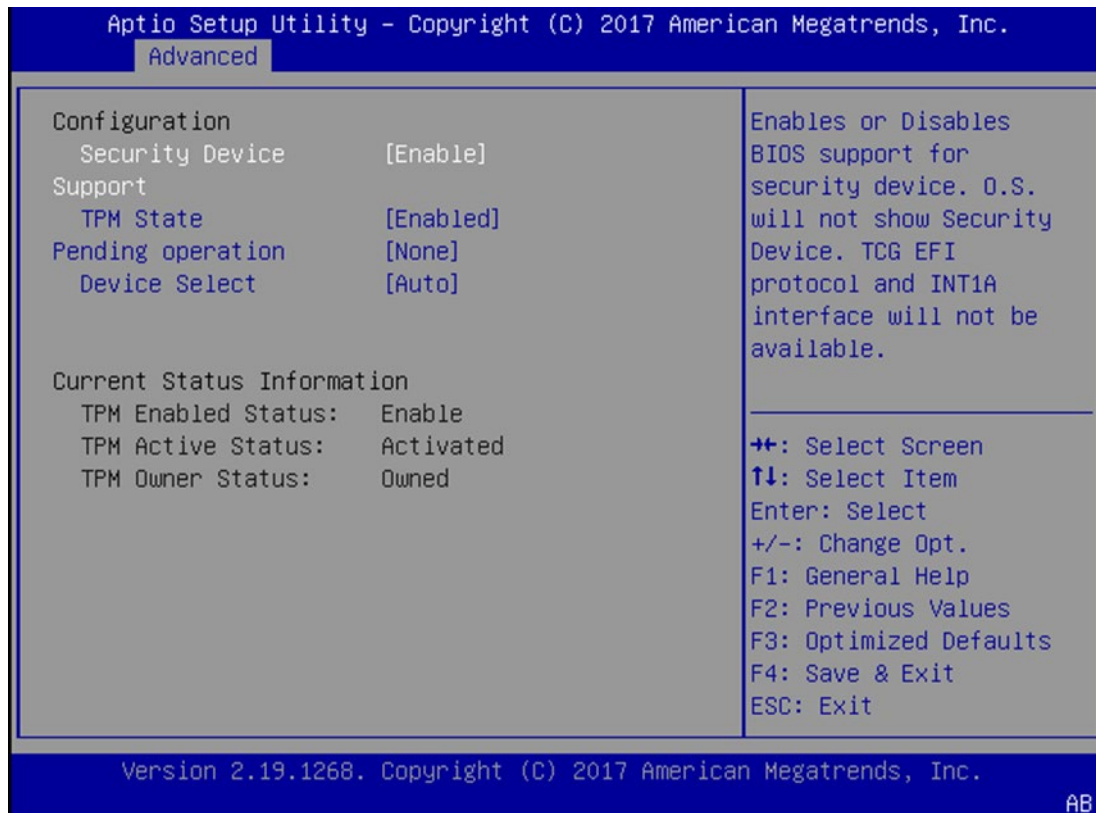 Aptio Setup Utility – Copyright (C) 2017 American Megatrends, Inc.
Advanced
Configuration
Security Device [Enable]
Support
TPM State [Enabled]
Pending operation [None]
Device Select [Auto]
Current Status Information
TPM Enabled Status: Enable
TPM Active Status: Activated
TPM Owner Status: Owned
Enables or Disables
BIOS support for
security device. O.S.
will not show Security
Device. TCG EFI
protocol and INT1A
interface will not be
available.
→←: Select Screen
↑↓: Select Item
Enter: Select
+/-: Change Opt.
F1: General Help
F2: Previous Values
F3: Optimized Defaults
F4: Save & Exit
ESC: Exit
Version 2.19.1268. Copyright (C) 2017 American Megatrends, Inc.
AB